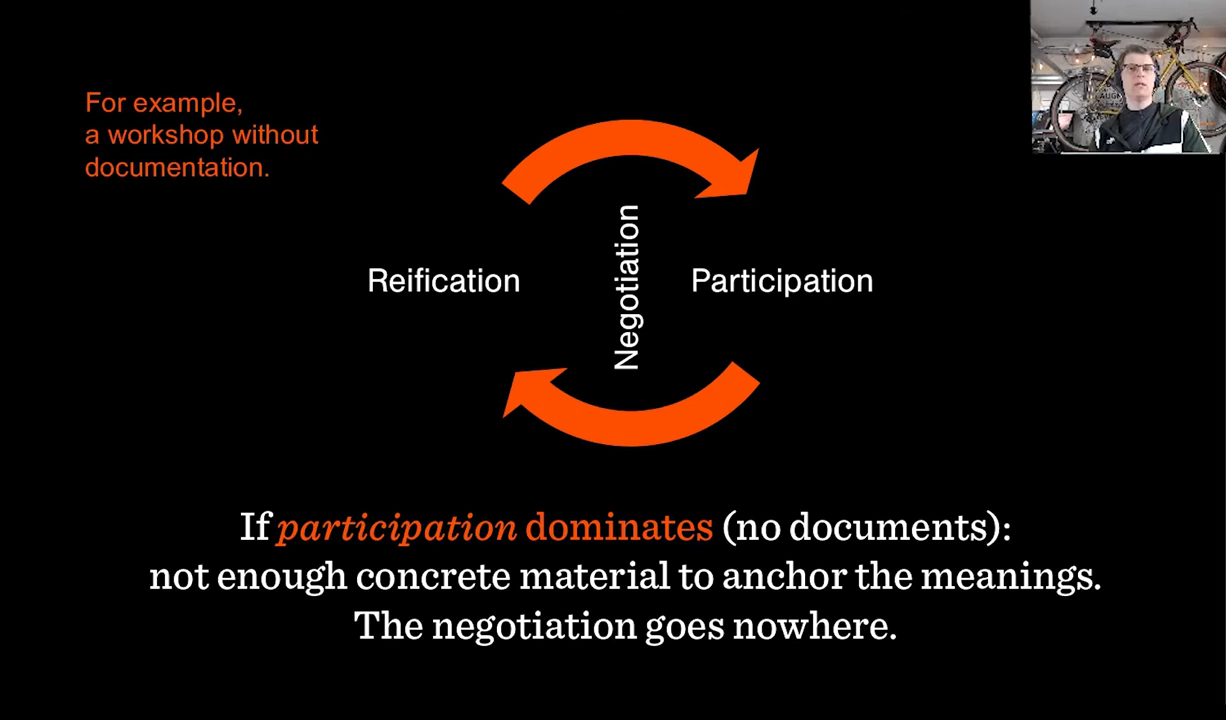 For example,
a workshop without
documentation.
Reification
Negotiation
Participation
If participation dominates (no documents):
not enough concrete material to anchor the meanings.
The negotiation goes nowhere.